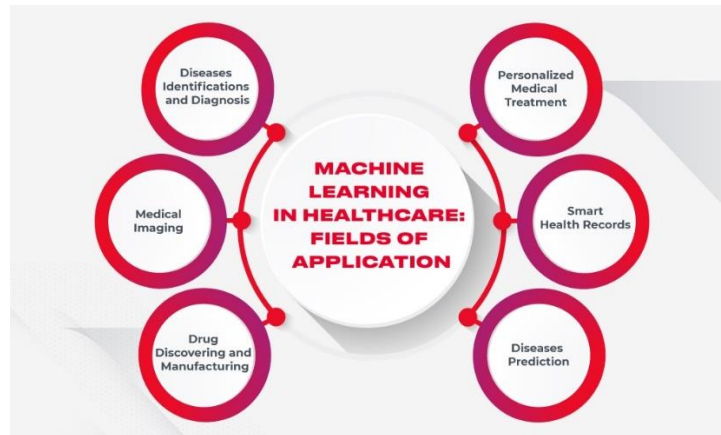 Diseases
Identifications
and Diagnosis
Medical
Imaging
Drug
Discovering and
Manufacturing
MACHINE
LEARNING
IN HEALTHCARE:
FIELDS OF
APPLICATION
Personalized
Medical
Treatment
Smart
Health Records
Diseases
Prediction